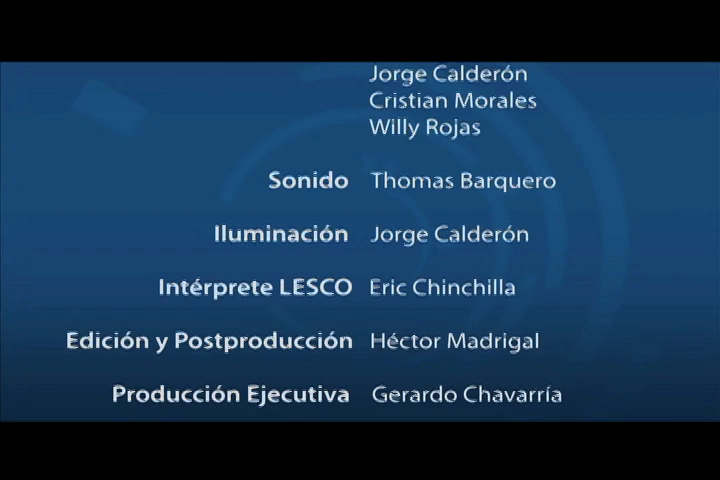 Jorge Calderón
Cristian Morales
Willy Rojas
Sonido Thomas Barquero
Iluminación Jorge Calderón
Intérprete LESCO Eric Chinchilla
Edición y Postproducción Héctor Madrigal
Producción Ejecutiva Gerardo Chavarría